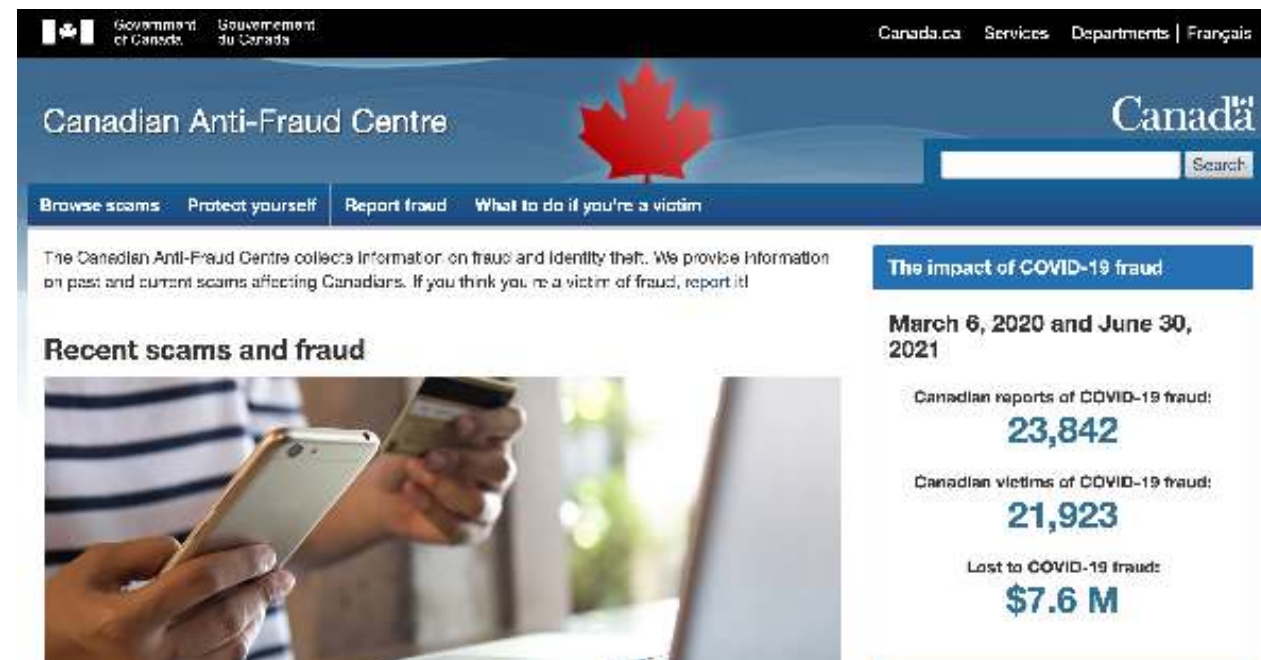 Government of Canada
Gouvernement du Canada
Canada.ca Services Departments | Français
Canadian Anti-Fraud Centre
Canada
Search
Browse scams Protect yourself Report fraud What to do if you're a victim
The Canadian Anti-Fraud Centre collects information on fraud and identity theft. We provide information
on past and current scams affecting Canadians. If you think you're a victim of fraud, report it!
Recent scams and fraud
The impact of COVID-19 fraud
March 6, 2020 and June 30,
2021
Canadian reports of COVID-19 fraud:
23,842
Canadian victims of COVID-19 fraud:
21,923
Lost to COVID-19 fraud:
$7.6 M